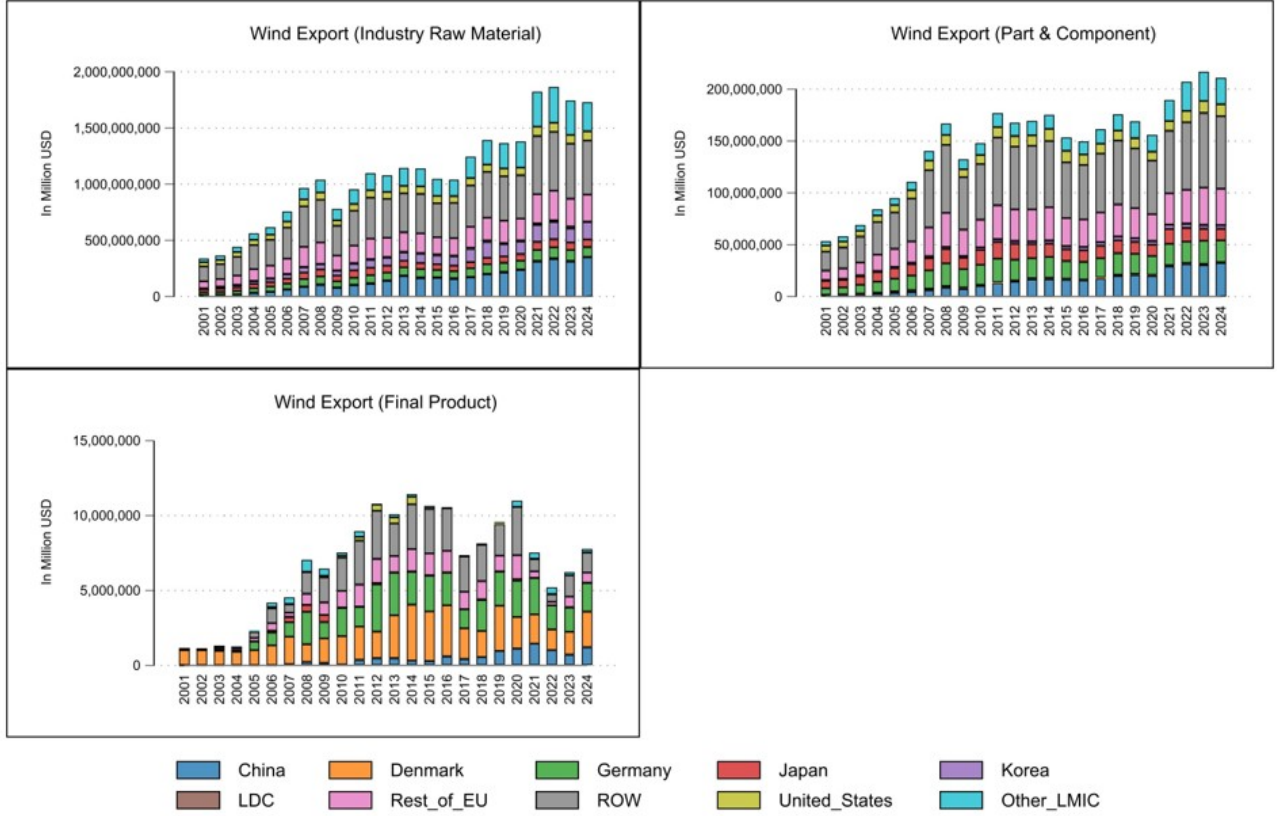 Wind Export (Industry Raw Material)
In Million USD
2,000,000,000
1,500,000,000
1,000,000,000
500,000,000
0
2001 2002 2003 2004 2005 2006 2007 2008 2009 2010 2011 2012 2013 2014 2015 2016 2017 2018 2019 2020 2021 2022 2023 2024
Wind Export (Part & Component)
In Million USD
200,000,000
150,000,000
100,000,000
50,000,000
0
2001 2002 2003 2004 2005 2006 2007 2008 2009 2010 2011 2012 2013 2014 2015 2016 2017 2018 2019 2020 2021 2022 2023 2024
Wind Export (Final Product)
In Million USD
15,000,000
10,000,000
5,000,000
0
2001 2002 2003 2004 2005 2006 2007 2008 2009 2010 2011 2012 2013 2014 2015 2016 2017 2018 2019 2020 2021 2022 2023 2024
China Denmark Germany Japan Korea
LDC Rest_of_EU ROW United_States Other_LMIC